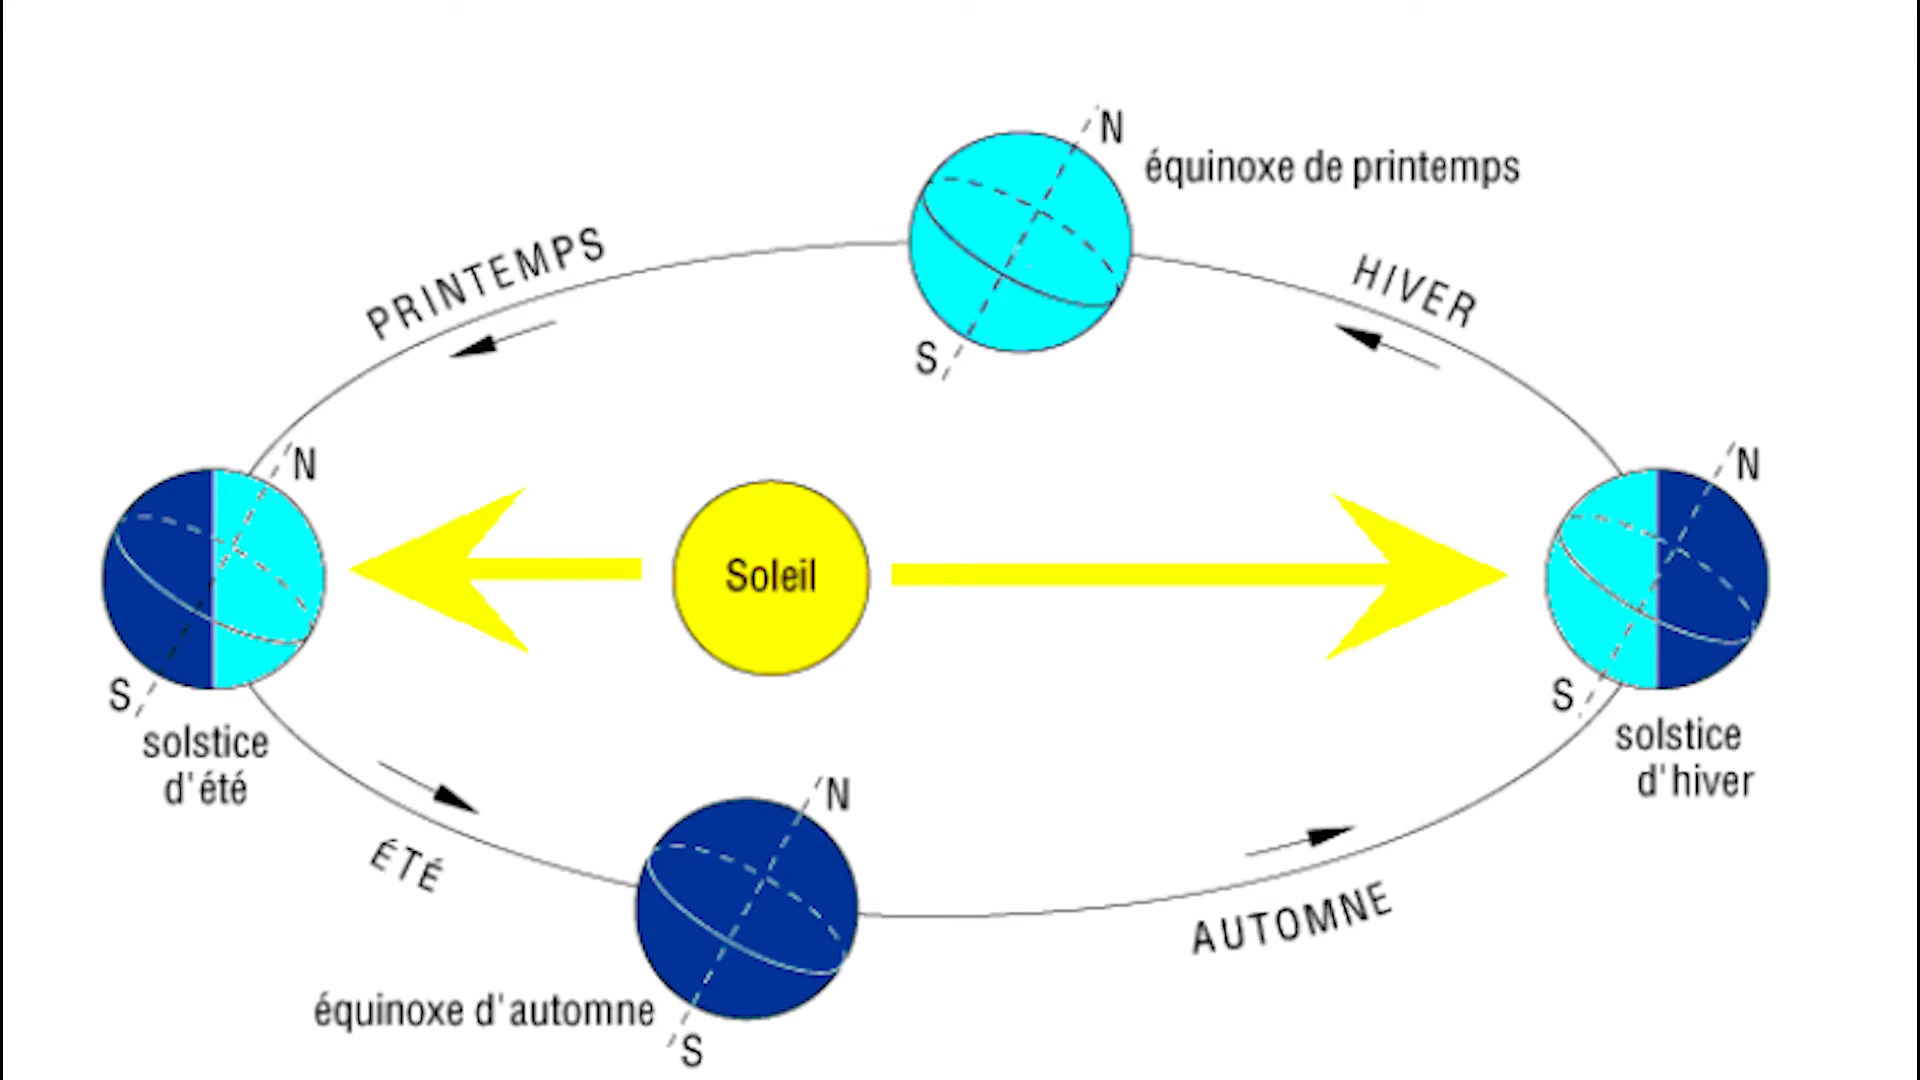 N
équinoxe de printemps
PRINTEMPS
HIVER
S
N
N
Soleil
S
S
solstice
d'été
solstice
d'hiver
N
ÉTÉ
AUTOMNE
équinoxe d'automne
S